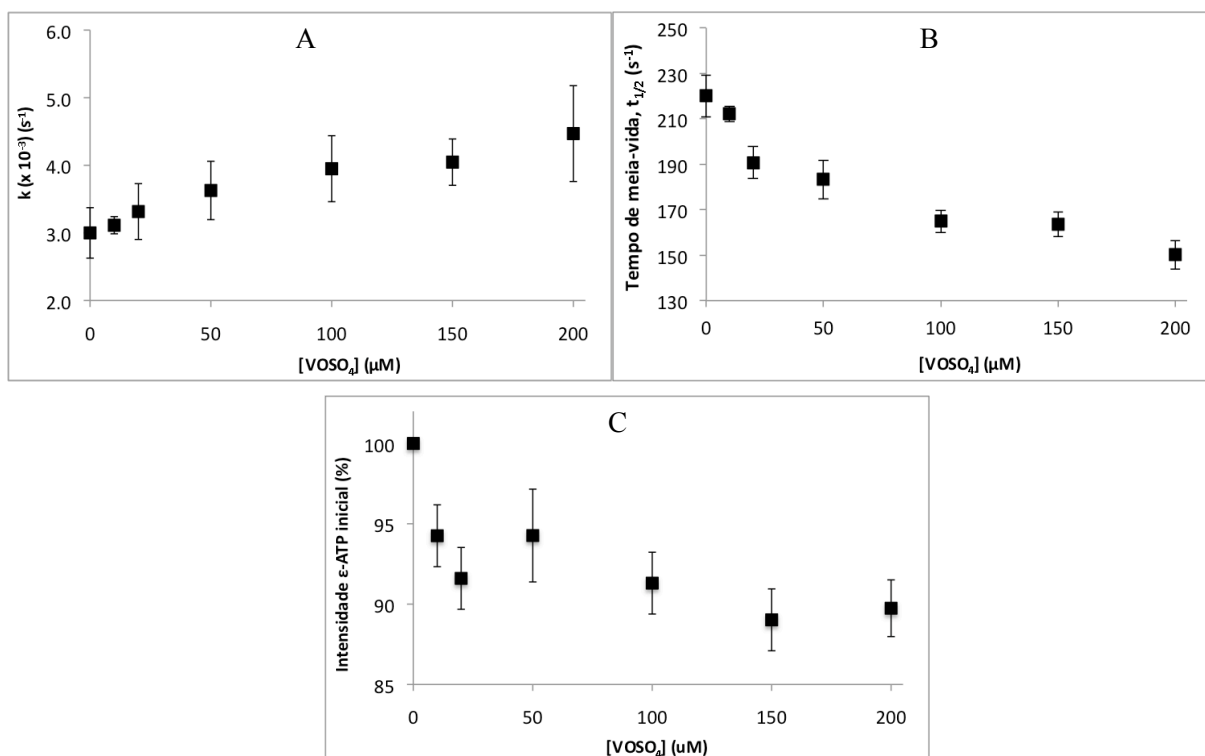 A
6.0
5.0
4.0
3.0
2.0
k (x 10⁻³) (s⁻¹)
0 50 100 150 200
[VOSO₄] (µM)
B
250
230
210
190
170
150
130
Tempo de meia-vida, t₁/₂ (s⁻¹)
0 50 100 150 200
[VOSO₄] (µM)
C
100
95
90
85
Intensidade ε-ATP inicial (%)
0 50 100 150 200
[VOSO₄] (uM)